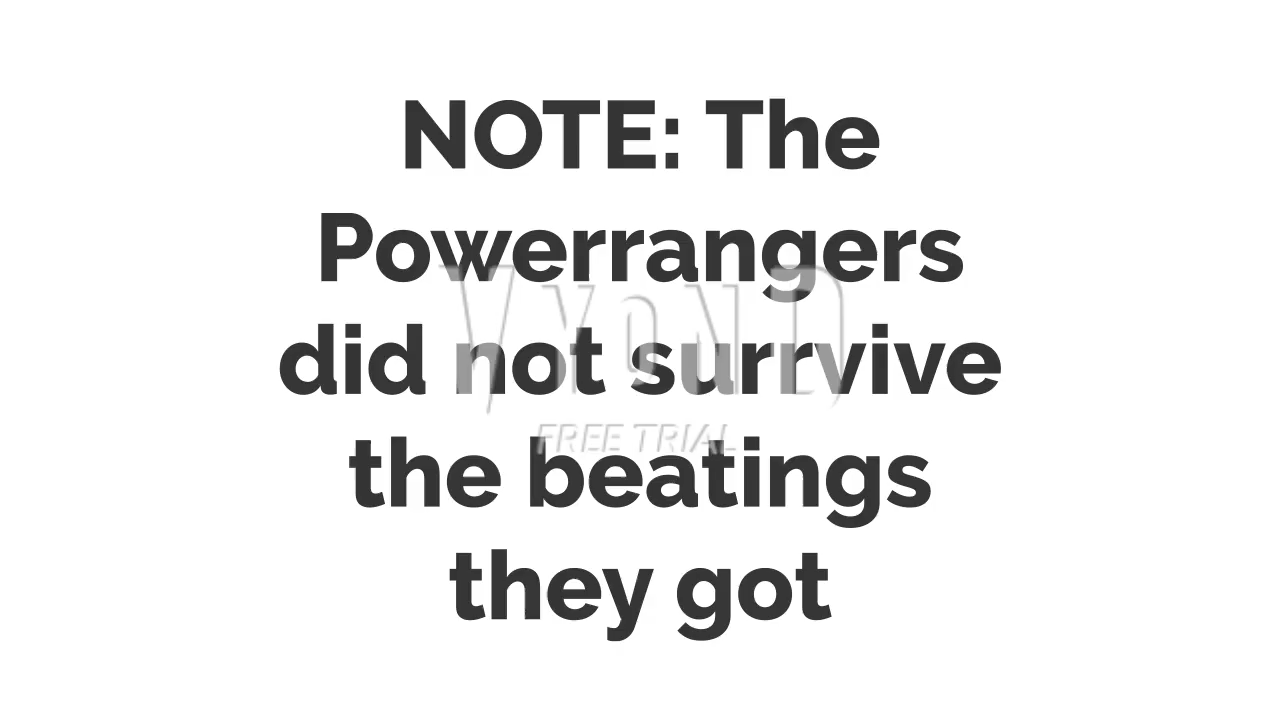 NOTE: The
Powerrangers
did not surrvive
the beatings
they got
VYOND
FREE TRIAL